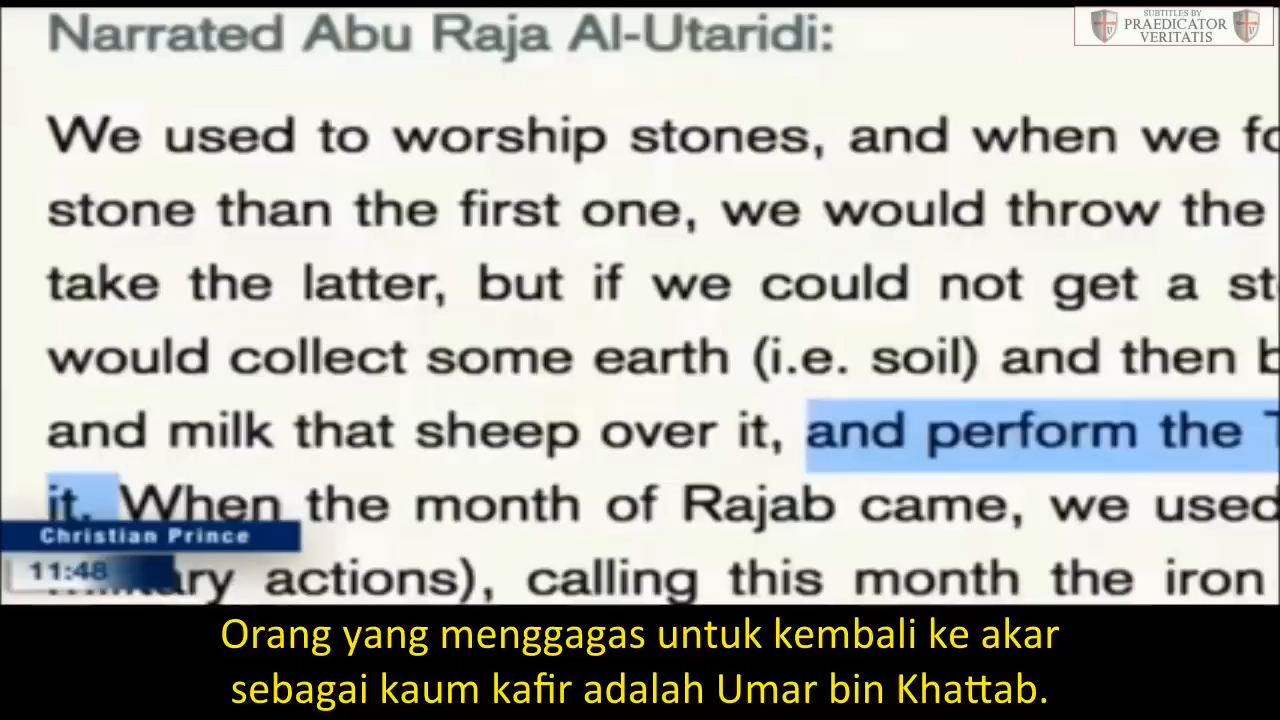 SUBTITLES BY
PRAEDICATOR
VERITATIS
Narrated Abu Raja Al-Utaridi:
We used to worship stones, and when we
stone than the first one, we would throw the
take the latter, but if we could not get a
would collect some earth (i.e. soil) and then
and milk that sheep over it, and perform the
it. When the month of Rajab came, we used
actions), calling this month the iron
Christian Prince
11:48
Orang yang menggagas untuk kembali ke akar
sebagai kaum kafir adalah Umar bin Khattab.